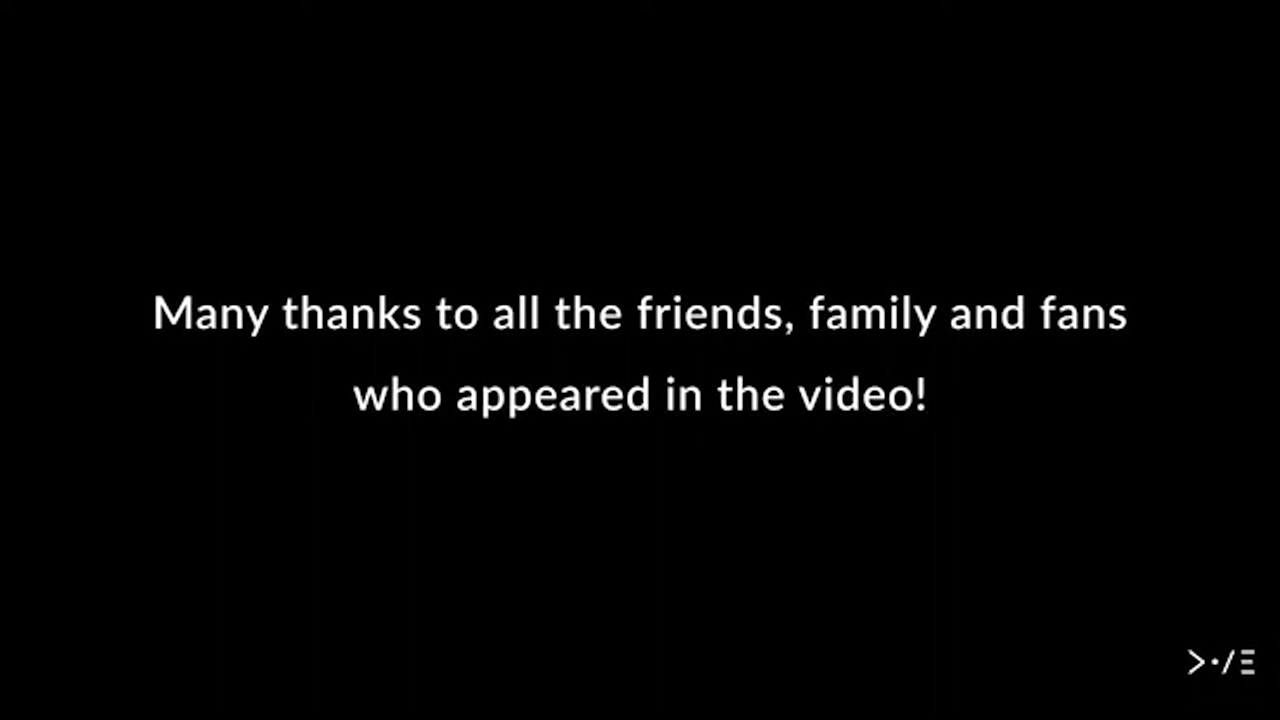 Many thanks to all the friends, family and fans
who appeared in the video!